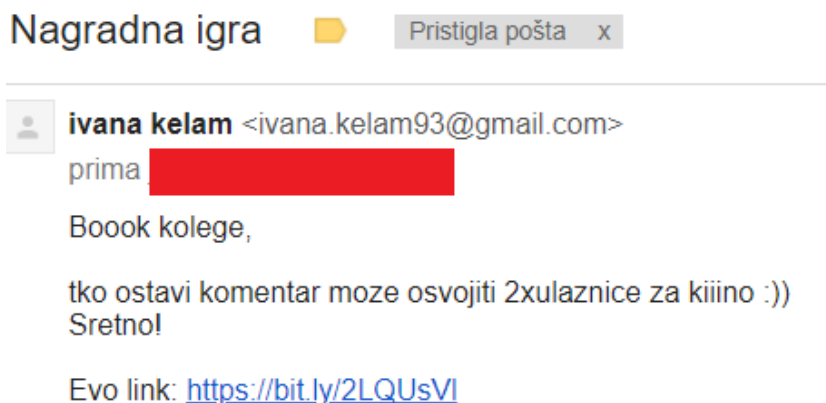 Nagradna igra
Pristigla pošta x
ivana kelam <ivana.kelam93@gmail.com>
prima
Boook kolege,
tko ostavi komentar moze osvojiti 2xulaznice za kiiino :))
Sretno!
Evo link: https://bit.ly/2LQUsVl